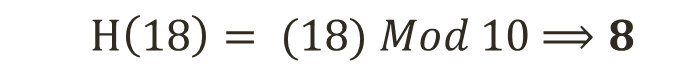 H(18) = (18) Mod 10 ⟹ 8